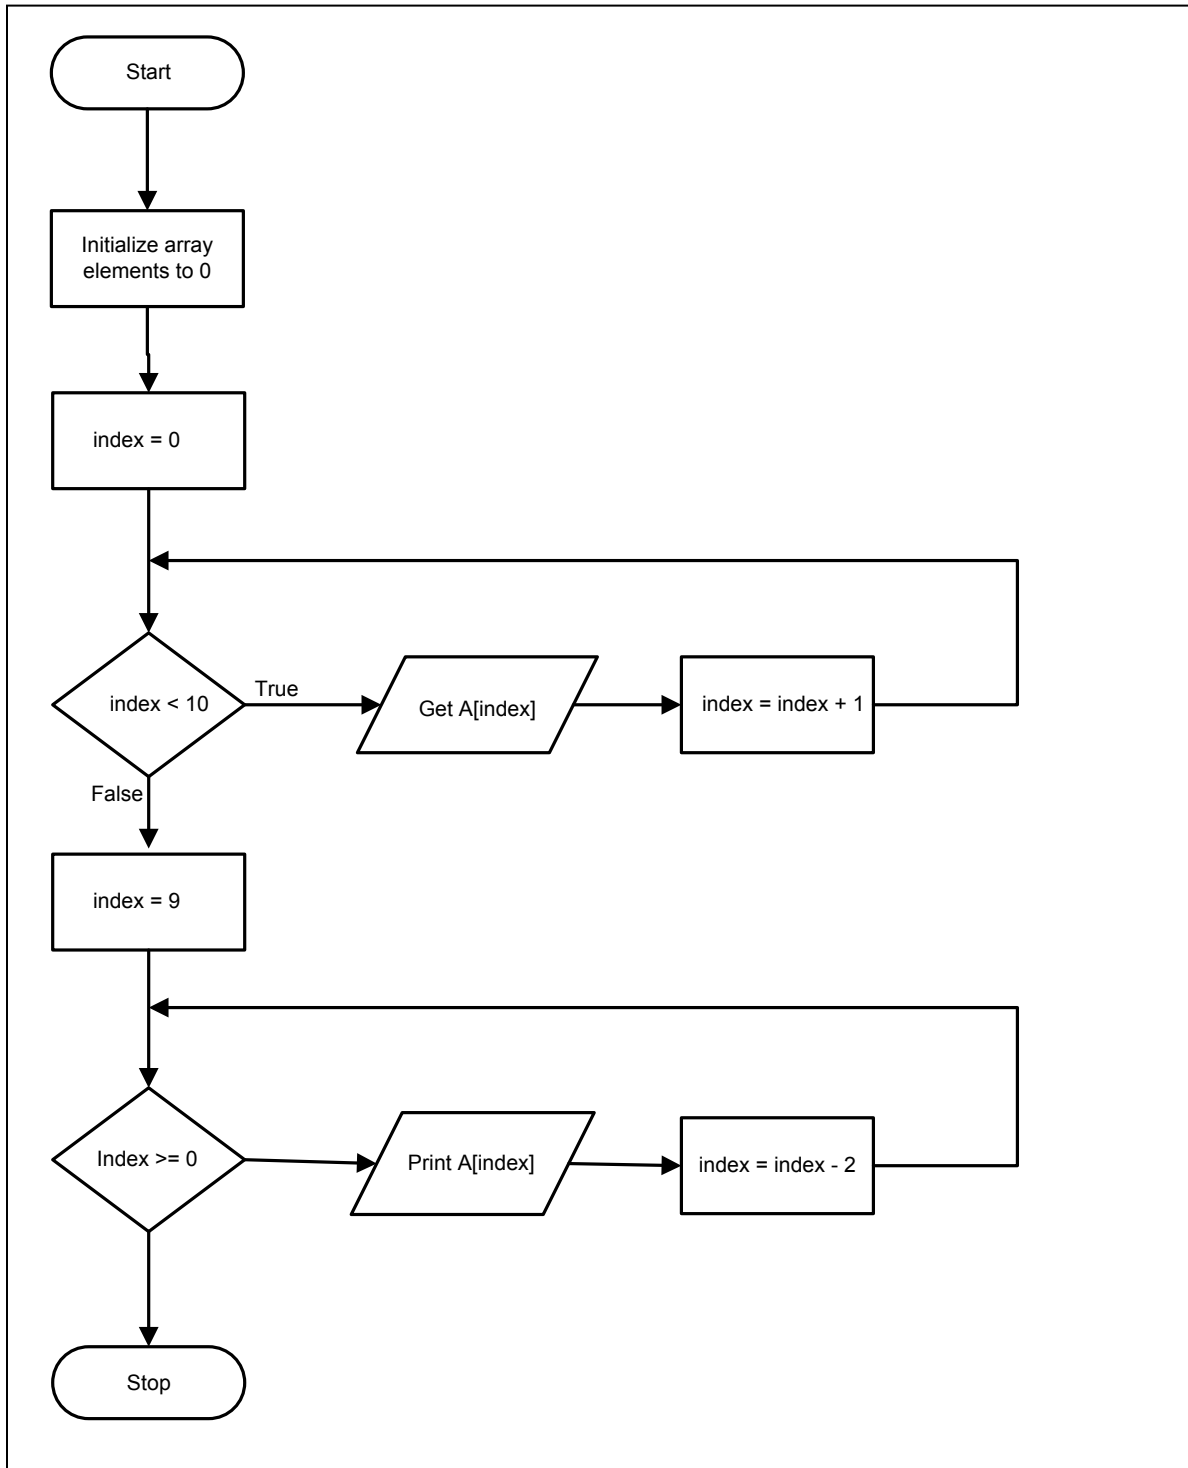 Start
Initialize array
elements to 0
index = 0
index < 10
True
Get A[index]
index = index + 1
False
index = 9
Index >= 0
Print A[index]
index = index - 2
Stop